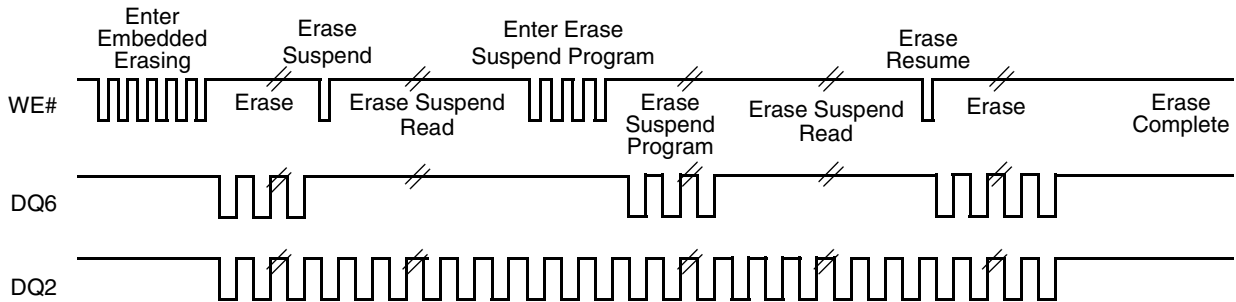 Enter
Embedded
Erasing
Erase
Suspend
Enter Erase
Suspend Program
Erase
Resume
WE#
Erase
Erase Suspend
Read
Erase
Suspend
Program
Erase Suspend
Read
Erase
Erase
Complete
DQ6
DQ2